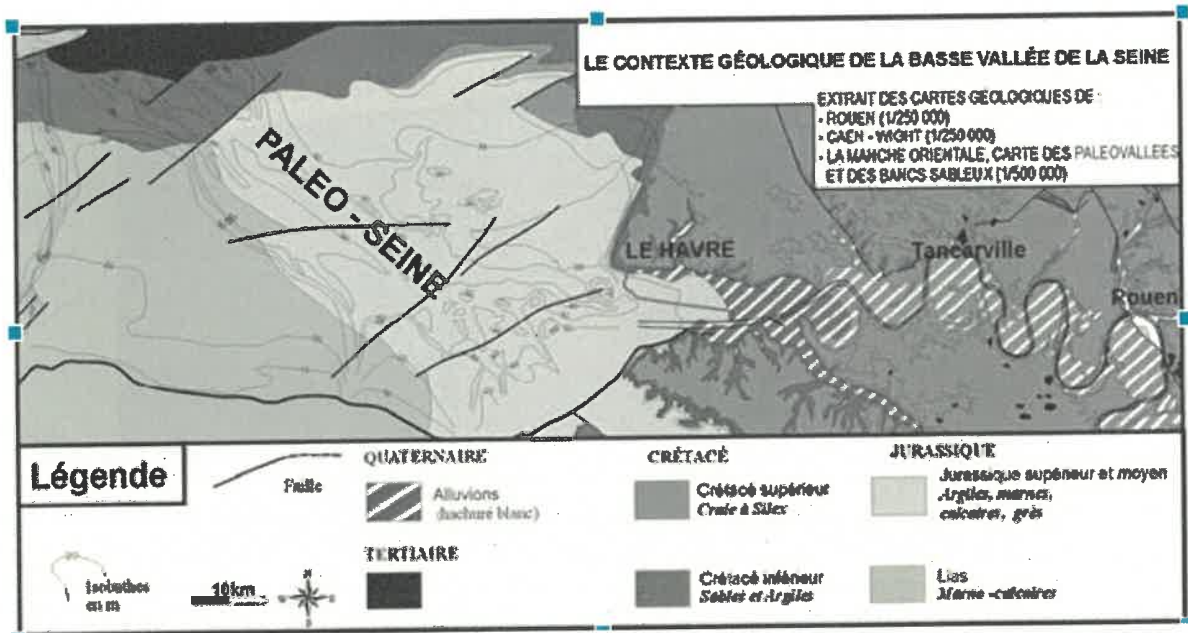 LE CONTEXTE GÉOLOGIQUE DE LA BASSE VALLÉE DE LA SEINE
EXTRAIT DES CARTES GEOLOGIQUES DE
- ROUEN (1/250 000)
- CAEN - WIGHT (1/250 000)
- LA MANCHE ORIENTALE, CARTE DES PALEOVALLEES
ET DES BANCS SABLEUX (1/500 000)
PALEO - SEINE
LE HAVRE
Tancarville
Rouen
Légende
Faille
Isobathes
en m
10km
N
QUATERNAIRE
Alluvions
(hachuré blanc)
TERTIAIRE
CRÉTACÉ
Crétacé supérieur
Craie à Silex
Crétacé inférieur
Sables et Argiles
JURASSIQUE
Jurassique supérieur et moyen
Argiles, marnes,
calcaires, grès
Lias
Marno-calcaires